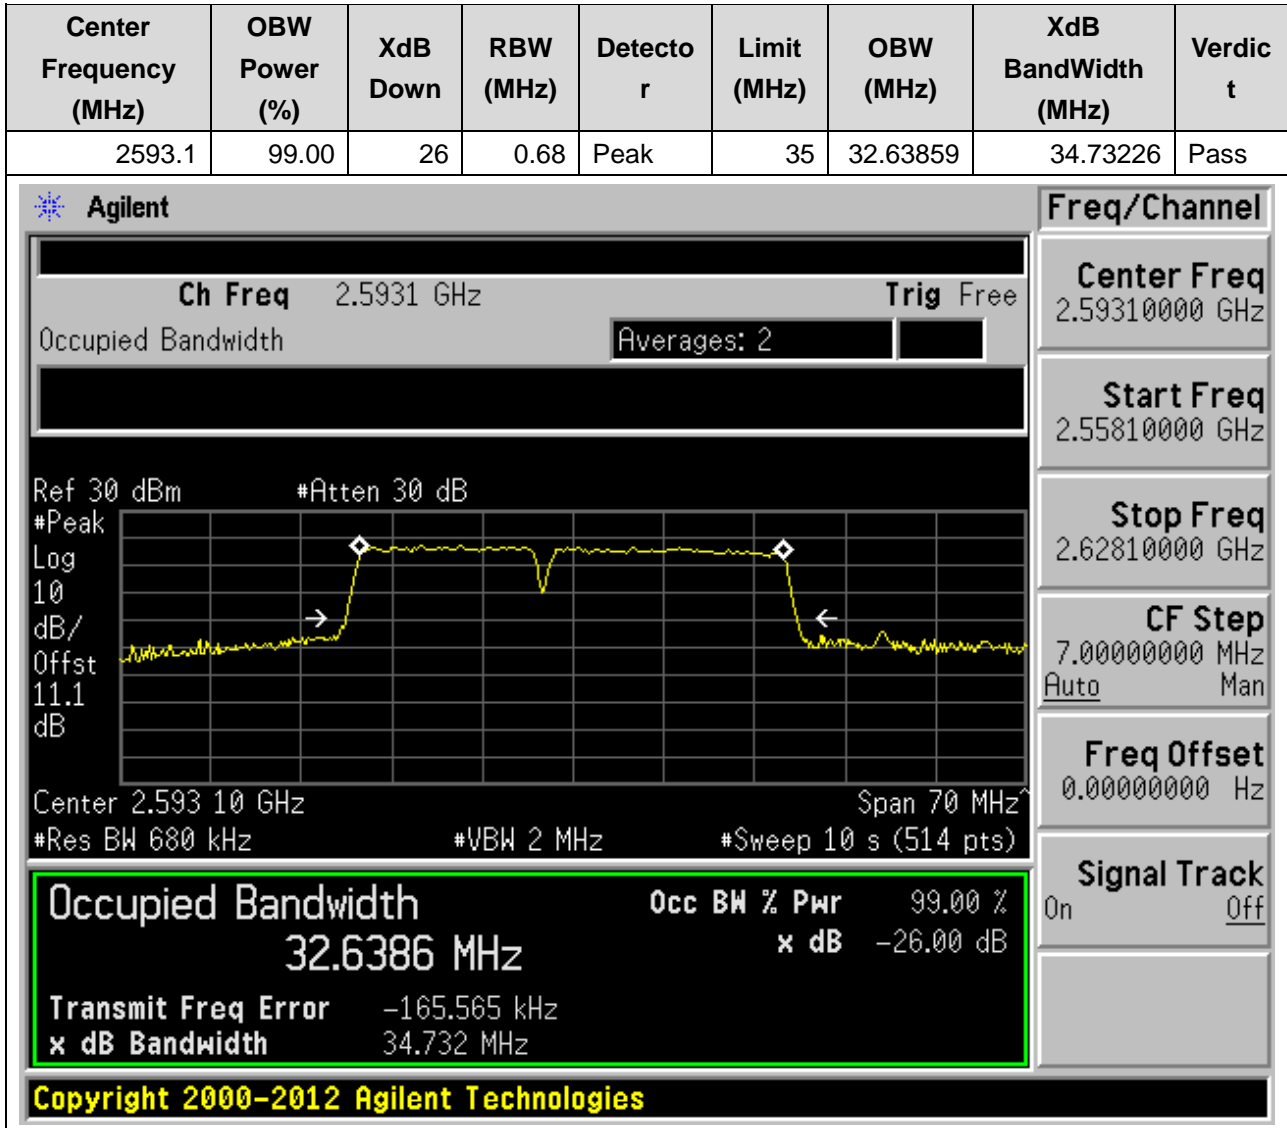 Center Frequency (MHz) OBW Power (%) XdB Down RBW (MHz) Detecto r Limit (MHz) OBW (MHz) XdB BandWidth (MHz) Verdic t
2593.1 99.00 26 0.68 Peak 35 32.63859 34.73226 Pass
Agilent
Freq/Channel
Ch Freq 2.5931 GHz Trig Free
Occupied Bandwidth Averages: 2
Center Freq
2.59310000 GHz
Start Freq
2.55810000 GHz
Stop Freq
2.62810000 GHz
CF Step
7.00000000 MHz
Auto Man
Freq Offset
0.00000000 Hz
Signal Track
On Off
Ref 30 dBm #Atten 30 dB
#Peak
Log
10
dB/
Offst
11.1
dB
Center 2.593 10 GHz Span 70 MHz^
#Res BW 680 kHz #VBW 2 MHz #Sweep 10 s (514 pts)
Occupied Bandwidth Occ BW % Pwr 99.00 %
32.6386 MHz x dB -26.00 dB
Transmit Freq Error -165.565 kHz
x dB Bandwidth 34.732 MHz
Copyright 2000-2012 Agilent Technologies